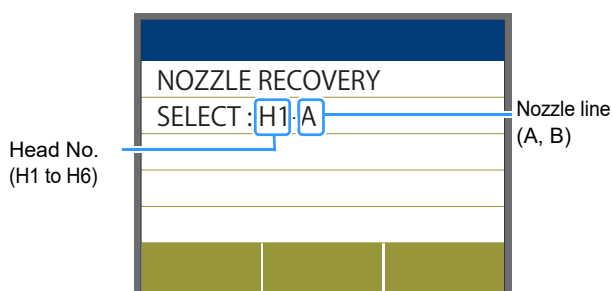 NOZZLE RECOVERY
SELECT : H1-A
Nozzle line
(A, B)
Head No.
(H1 to H6)